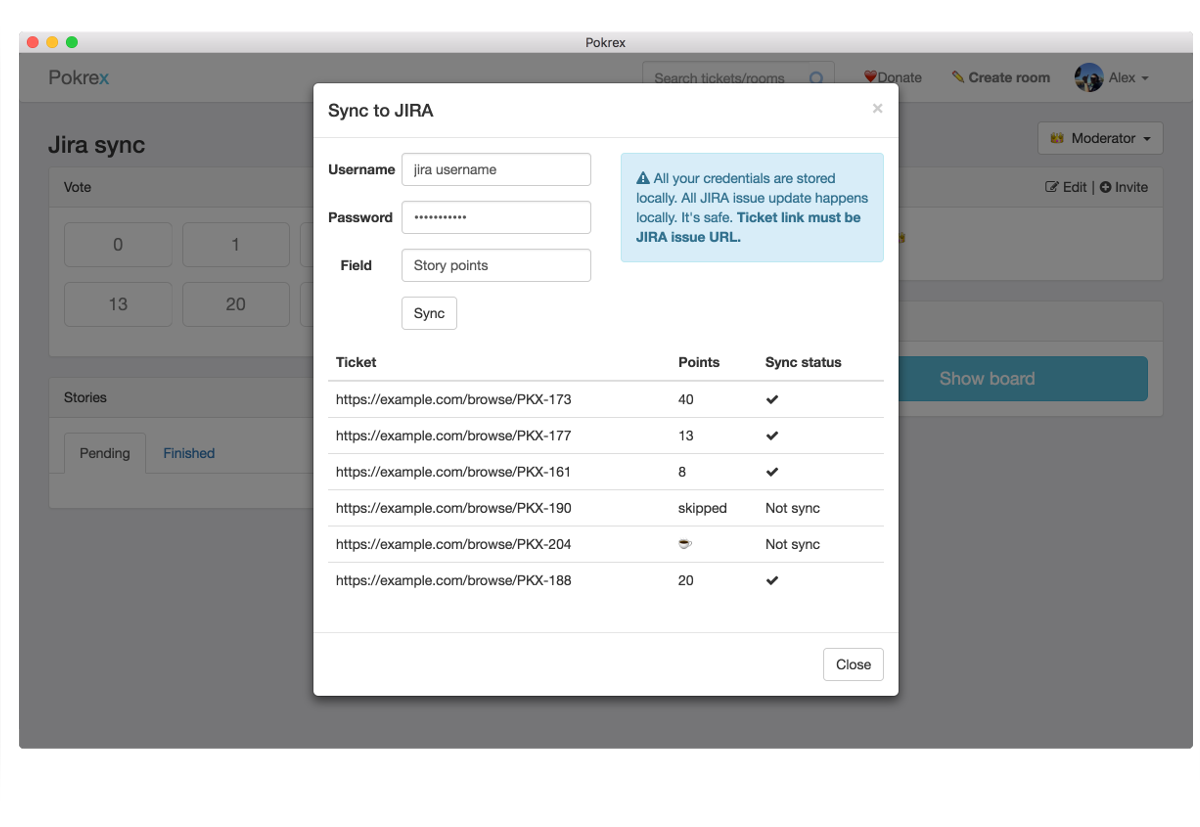 Pokrex
Pokrex
Search tickets/rooms
Donate
Create room
Alex
Sync to JIRA
×
Jira sync
Moderator
Vote
Edit | Invite
0
1
13
20
Username
jira username
Password
•••••••••••
Field
Story points
Sync
All your credentials are stored
locally. All JIRA issue update happens
locally. It's safe. Ticket link must be
JIRA issue URL.
Show board
Stories
Pending
Finished
Ticket Points Sync status
https://example.com/browse/PKX-173 40 ✔
https://example.com/browse/PKX-177 13 ✔
https://example.com/browse/PKX-161 8 ✔
https://example.com/browse/PKX-190 skipped Not sync
https://example.com/browse/PKX-204 ☕ Not sync
https://example.com/browse/PKX-188 20 ✔
Close